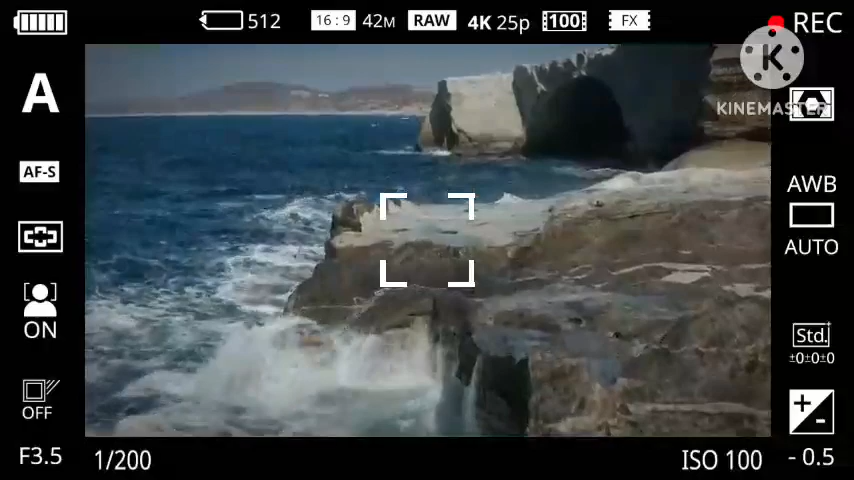 512 16 : 9 42M RAW 4K 25p 100 FX REC
K
KINEMASTER
A
AF-S
AWB
AUTO
ON
Std.
±0±0±0
OFF
F3.5 1/200 ISO 100 - 0.5